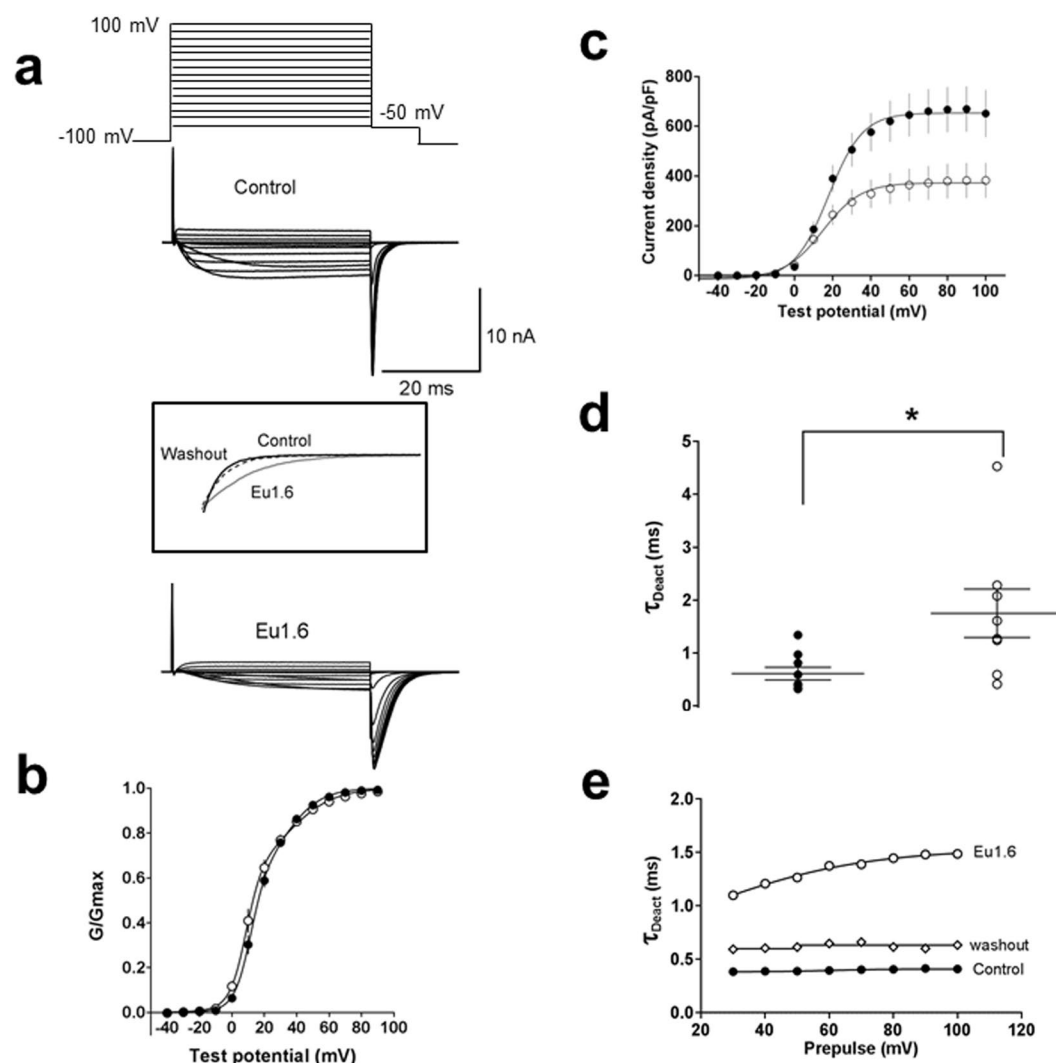 a
100 mV
-50 mV
-100 mV
Control
10 nA
20 ms
Washout
Control
Eu1.6
Eu1.6
b
1.0
0.8
0.6
0.4
0.2
0.0
G/Gmax
-40 -20 0 20 40 60 80 100
Test potential (mV)
c
800
600
400
200
0
Current density (pA/pF)
-40 -20 0 20 40 60 80 100
Test potential (mV)
d
*
5
4
3
2
1
0
τDeact (ms)
e
2.0
1.5
1.0
0.5
0.0
τDeact (ms)
Eu1.6
washout
Control
20 40 60 80 100 120
Prepulse (mV)